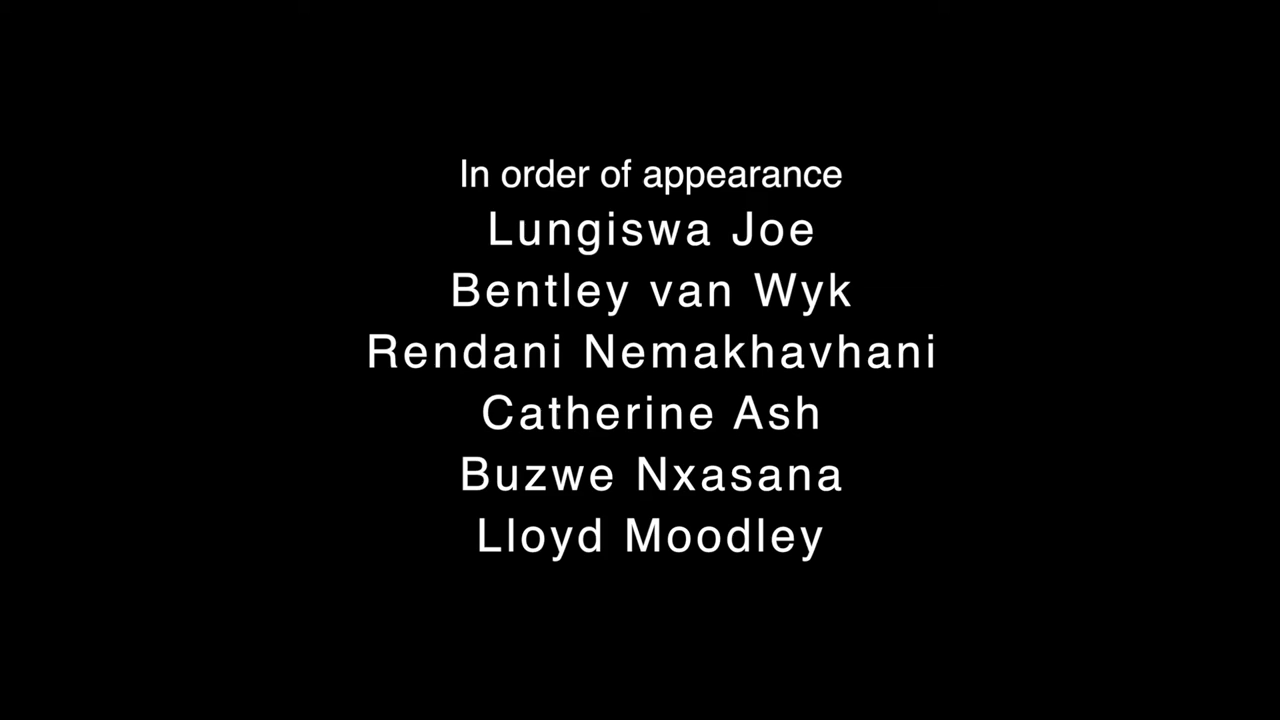 In order of appearance
Lungiswa Joe
Bentley van Wyk
Rendani Nemakhavhani
Catherine Ash
Buzwe Nxasana
Lloyd Moodley